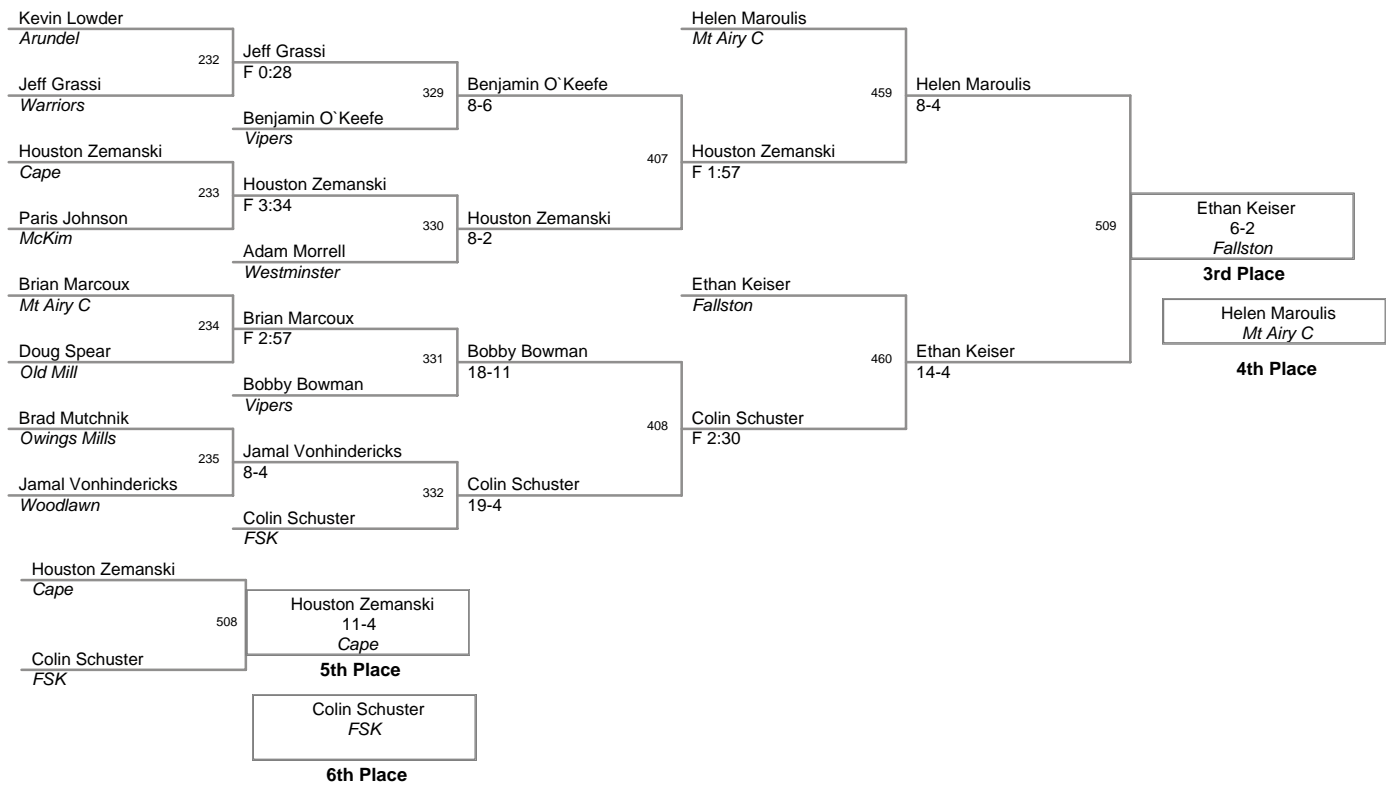 Kevin Lowder
Arundel
232
Jeff Grassi
Warriors
Jeff Grassi
F 0:28
329
Benjamin O`Keefe
Vipers
Benjamin O`Keefe
8-6
Houston Zemanski
Cape
233
Paris Johnson
McKim
Houston Zemanski
F 3:34
330
Adam Morrell
Westminster
Houston Zemanski
8-2
407
Brian Marcoux
Mt Airy C
234
Doug Spear
Old Mill
Brian Marcoux
F 2:57
331
Bobby Bowman
Vipers
Bobby Bowman
18-11
Brad Mutchnik
Owings Mills
235
Jamal Vonhindericks
Woodlawn
Jamal Vonhindericks
8-4
332
Colin Schuster
FSK
Colin Schuster
19-4
408
Helen Maroulis
Mt Airy C
459
Houston Zemanski
F 1:57
Helen Maroulis
8-4
Ethan Keiser
Fallston
460
Colin Schuster
F 2:30
Ethan Keiser
14-4
509
Ethan Keiser
6-2
Fallston
3rd Place
Helen Maroulis
Mt Airy C
4th Place
Houston Zemanski
Cape
508
Colin Schuster
FSK
Houston Zemanski
11-4
Cape
5th Place
Colin Schuster
FSK
6th Place